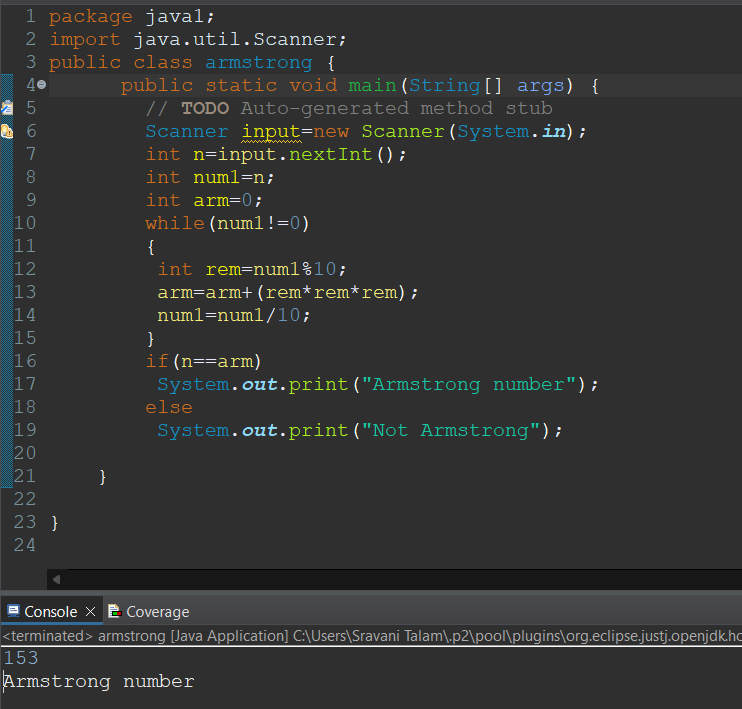 1 package java1;
2 import java.util.Scanner;
3 public class armstrong {
4 public static void main(String[] args) {
5 // TODO Auto-generated method stub
6 Scanner input=new Scanner(System.in);
7 int n=input.nextInt();
8 int num1=n;
9 int arm=0;
10 while(num1!=0)
11 {
12 int rem=num1%10;
13 arm=arm+(rem*rem*rem);
14 num1=num1/10;
15 }
16 if(n==arm)
17 System.out.print("Armstrong number");
18 else
19 System.out.print("Not Armstrong");
20
21 }
22
23 }
24
Console Coverage
<terminated> armstrong [Java Application] C:\Users\Sravani Talam\.p2\pool\plugins\org.eclipse.justj.openjdk.ho
153
Armstrong number